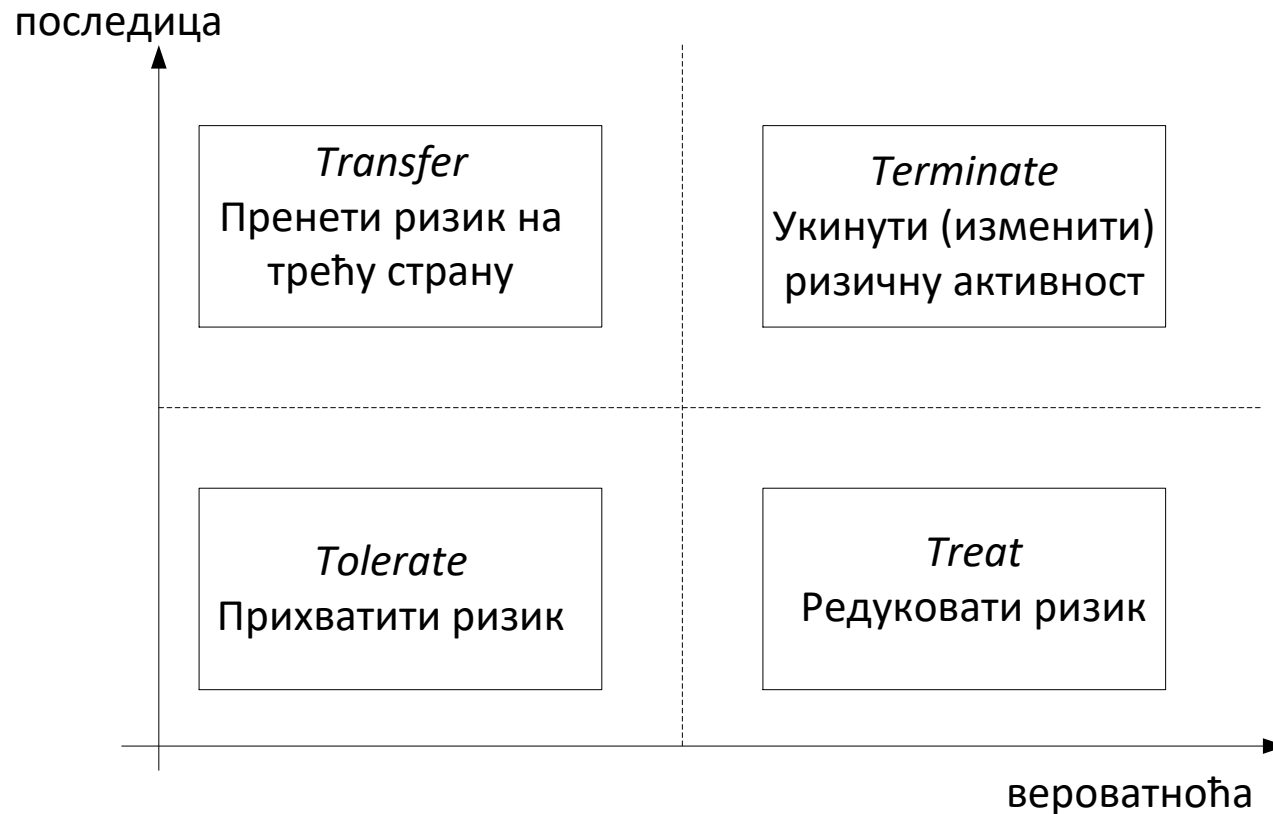 последица
Transfer
Пренети ризик на
трећу страну
Terminate
Укинути (изменити)
ризичну активност
Tolerate
Прихватити ризик
Treat
Редуковати ризик
вероватноћа